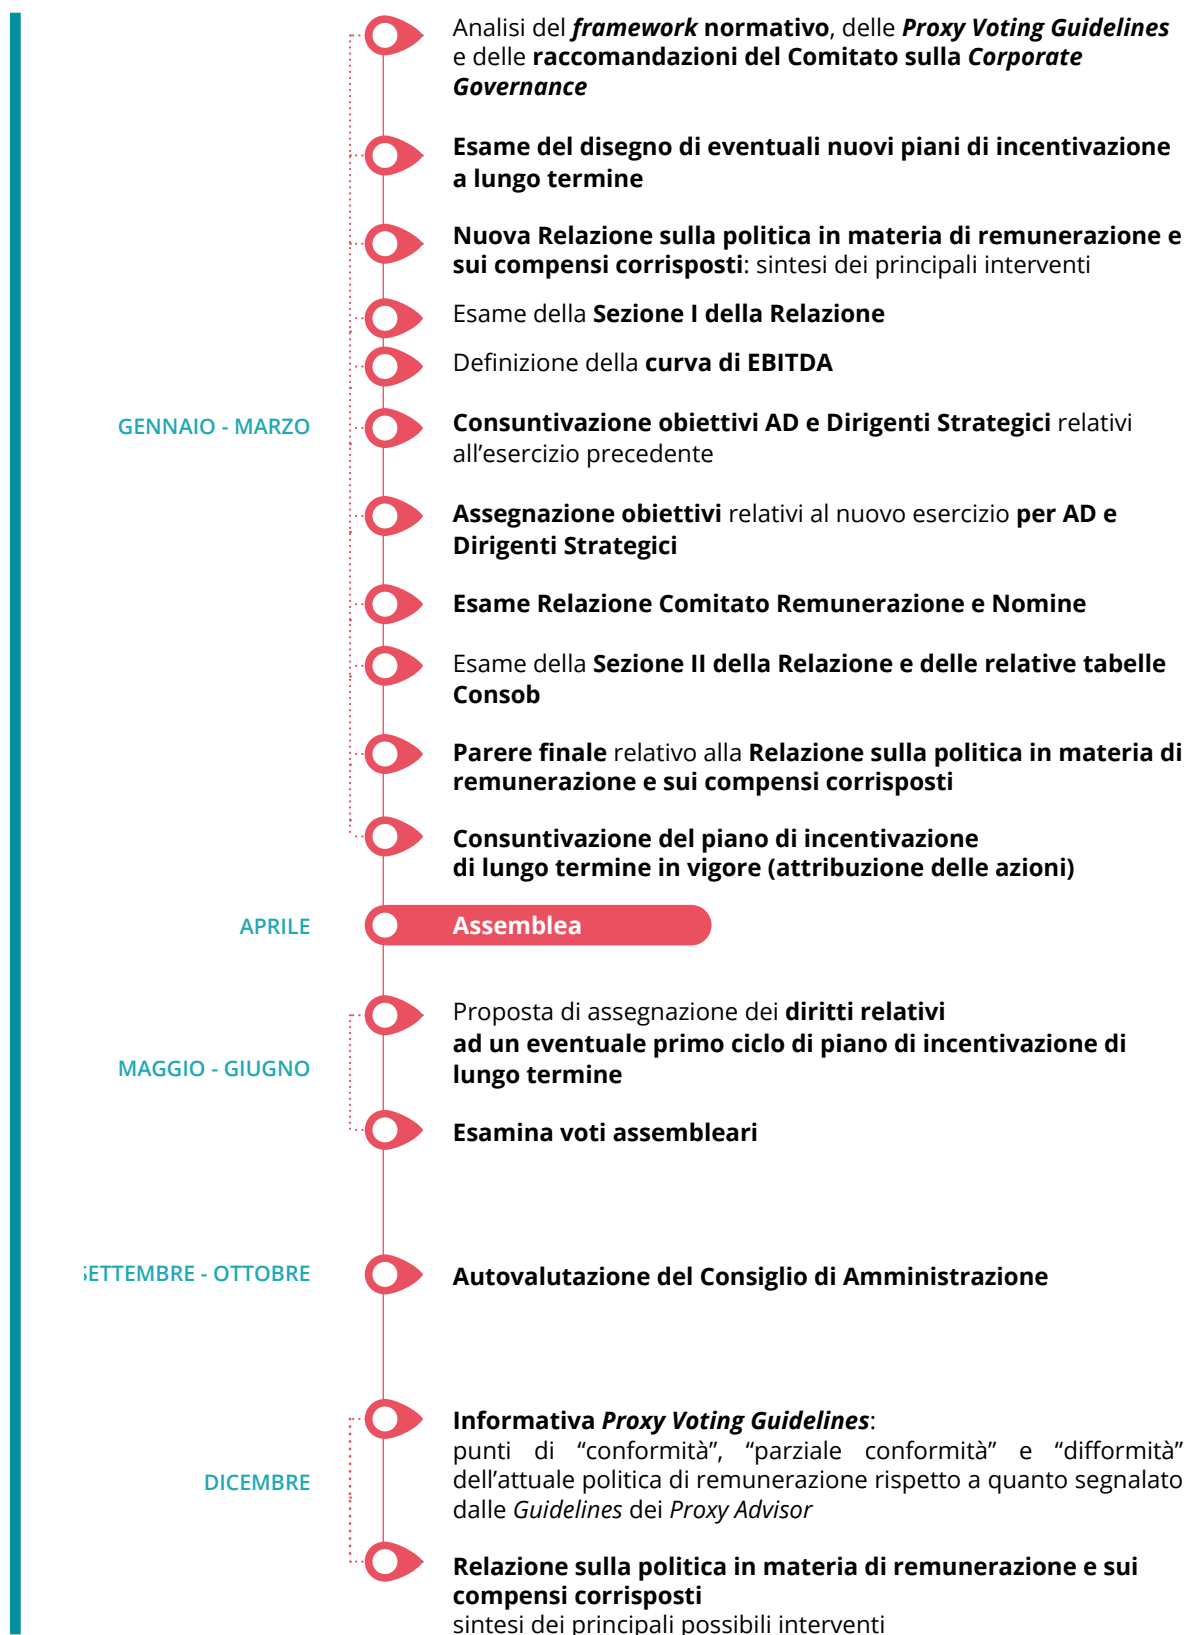 Analisi del framework normativo, delle Proxy Voting Guidelines
e delle raccomandazioni del Comitato sulla Corporate
Governance
Esame del disegno di eventuali nuovi piani di incentivazione
a lungo termine
Nuova Relazione sulla politica in materia di remunerazione e
sui compensi corrisposti: sintesi dei principali interventi
Esame della Sezione I della Relazione
Definizione della curva di EBITDA
GENNAIO - MARZO
Consuntivazione obiettivi AD e Dirigenti Strategici relativi
all'esercizio precedente
Assegnazione obiettivi relativi al nuovo esercizio per AD e
Dirigenti Strategici
Esame Relazione Comitato Remunerazione e Nomine
Esame della Sezione II della Relazione e delle relative tabelle
Consob
Parere finale relativo alla Relazione sulla politica in materia di
remunerazione e sui compensi corrisposti
Consuntivazione del piano di incentivazione
di lungo termine in vigore (attribuzione delle azioni)
APRILE
Assemblea
Proposta di assegnazione dei diritti relativi
ad un eventuale primo ciclo di piano di incentivazione di
lungo termine
MAGGIO - GIUGNO
Esamina voti assembleari
SETTEMBRE - OTTOBRE
Autovalutazione del Consiglio di Amministrazione
Informativa Proxy Voting Guidelines:
punti di “conformità”, “parziale conformità” e “difformità”
dell'attuale politica di remunerazione rispetto a quanto segnalato
dalle Guidelines dei Proxy Advisor
DICEMBRE
Relazione sulla politica in materia di remunerazione e sui
compensi corrisposti
sintesi dei principali possibili interventi